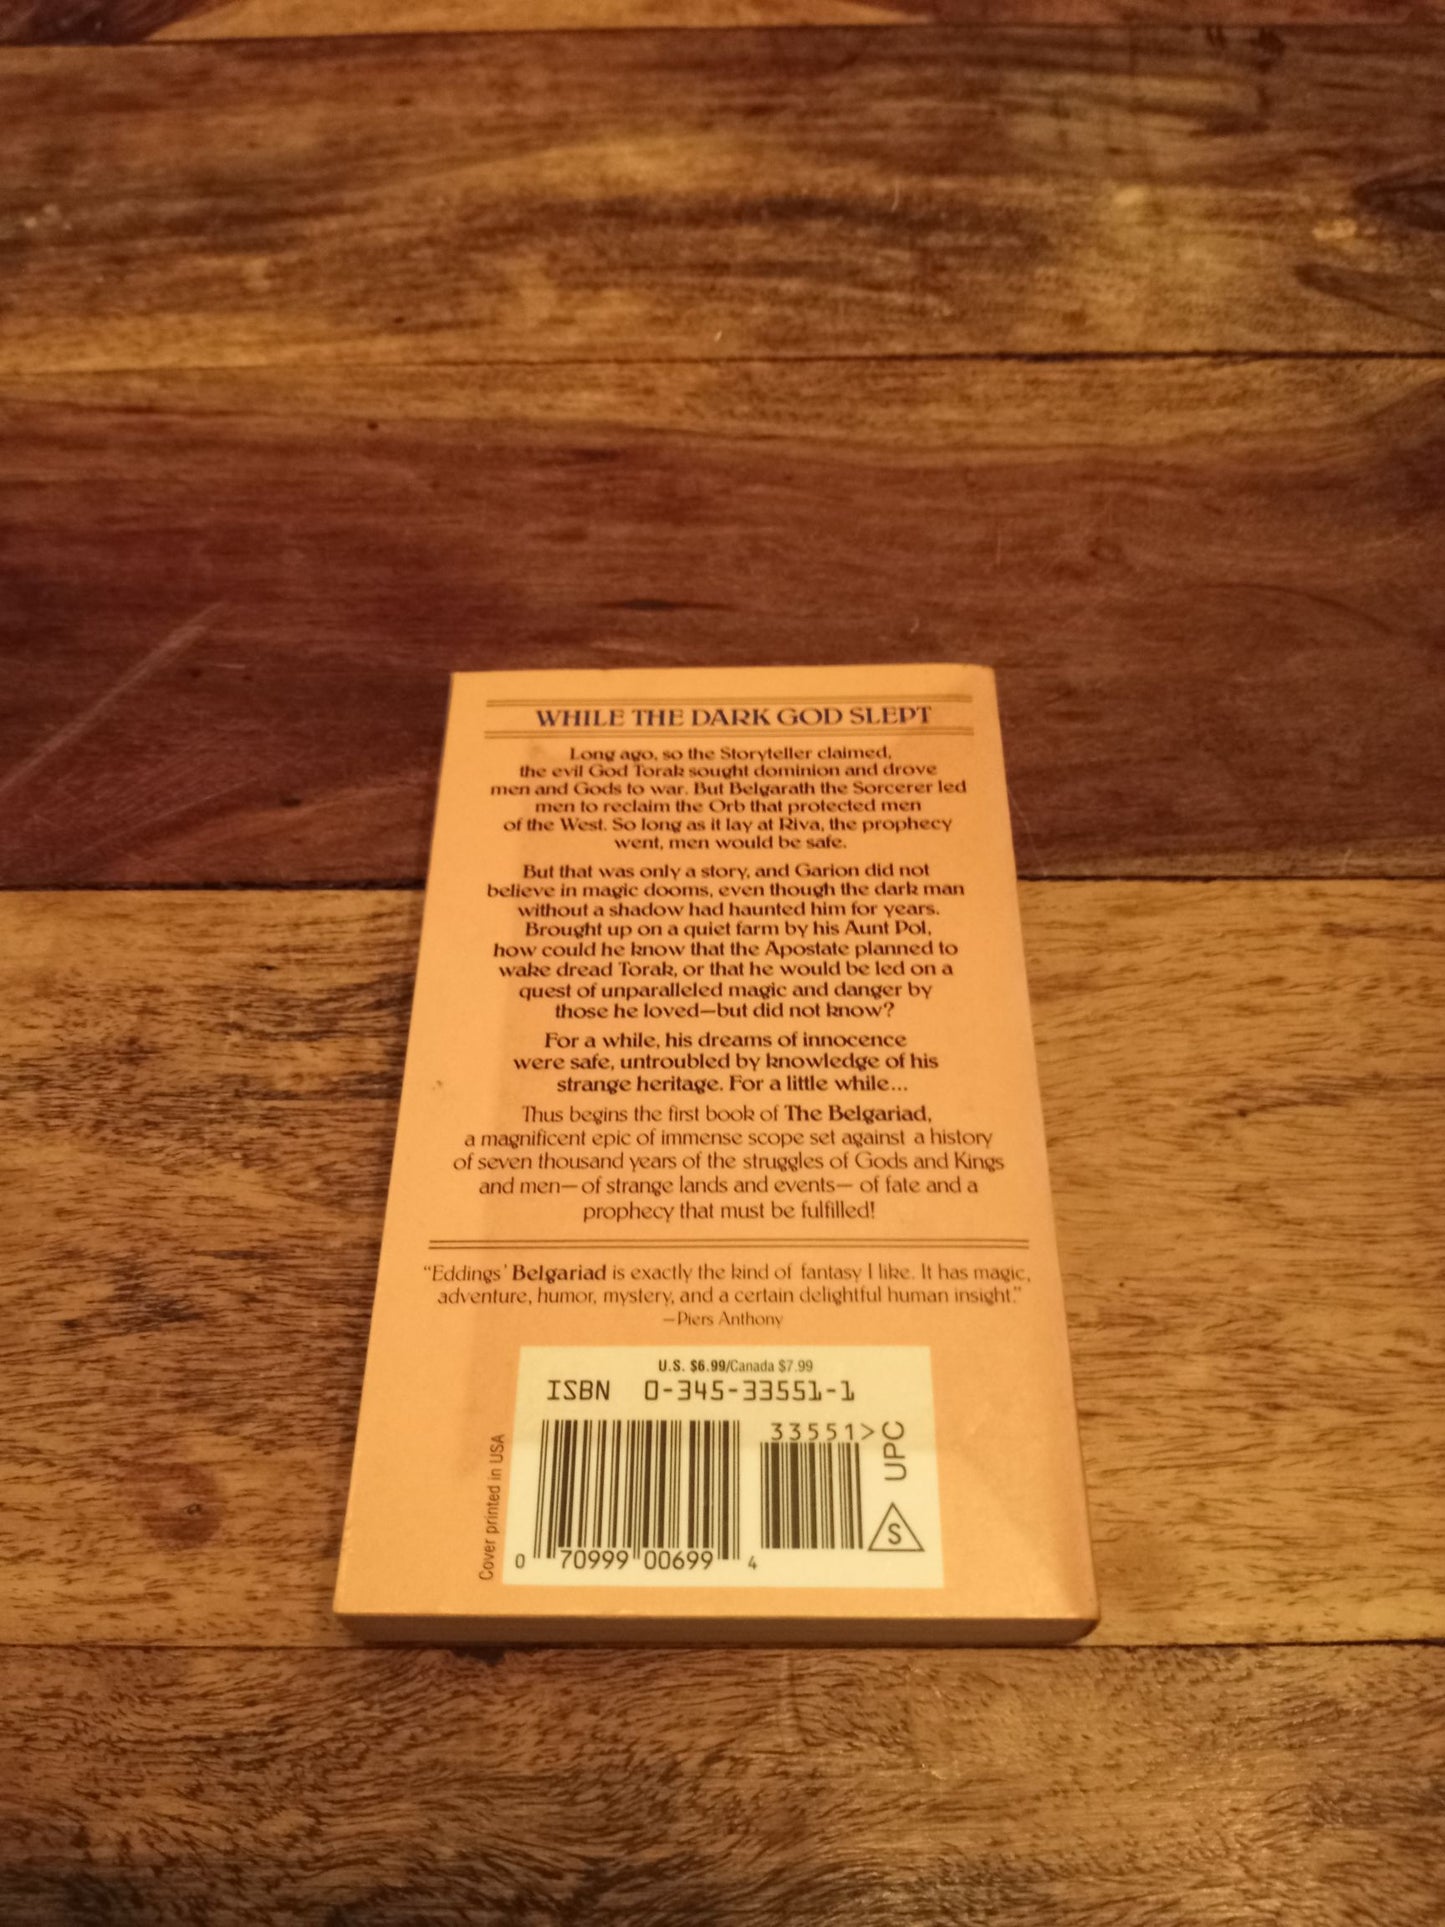 WHILE THE DARK GOD SLEPT
Long ago, so the Storyteller claimed,
the evil God Torak sought dominion and drove
men and Gods to war. But Belgarath the Sorcerer led
men to reclaim the Orb that protected men
of the West. So long as it lay at Riva, the prophecy
went, men would be safe.
But that was only a story, and Garion did not
believe in magic dooms, even though the dark man
without a shadow had haunted him for years.
Brought up on a quiet farm by his Aunt Pol,
how could he know that the Apostate planned to
wake dread Torak, or that he would be led on a
quest of unparalleled magic and danger by
those he loved—but did not know?
For a while, his dreams of innocence
were safe, untroubled by knowledge of his
strange heritage. For a little while...
Thus begins the first book of The Belgariad,
a magnificent epic of immense scope set against a history
of seven thousand years of the struggles of Gods and Kings
and men—of strange lands and events—of fate and a
prophecy that must be fulfilled!
"Eddings' Belgariad is exactly the kind of fantasy I like. It has magic,
adventure, humor, mystery, and a certain delightful human insight."
—Piers Anthony
U.S. $6.99/Canada $7.99
ISBN 0-345-33551-1
33551>
UPC
S
0 70999 00699 4
Cover printed in USA